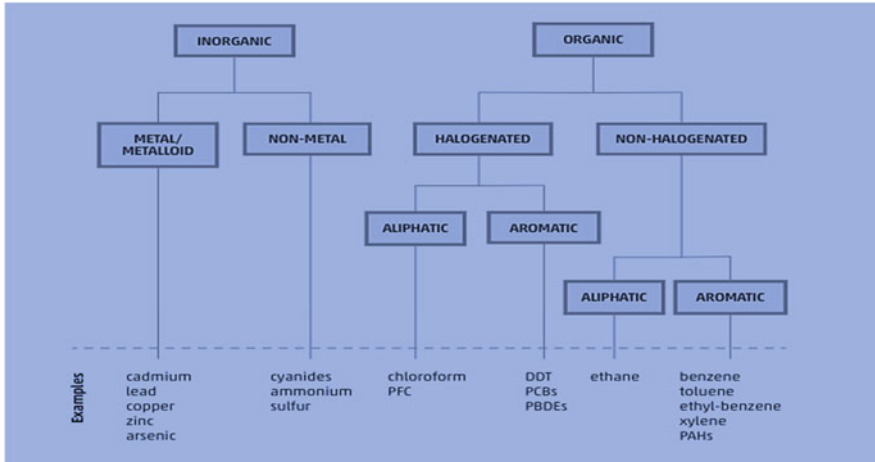 INORGANIC
ORGANIC
METAL/
METALLOID
NON-METAL
HALOGENATED
NON-HALOGENATED
ALIPHATIC
AROMATIC
ALIPHATIC
AROMATIC
Examples
cadmium
lead
copper
zinc
arsenic
cyanides
ammonium
sulfur
chloroform
PFC
DDT
PCBs
PBDEs
ethane
benzene
toluene
ethyl-benzene
xylene
PAHs